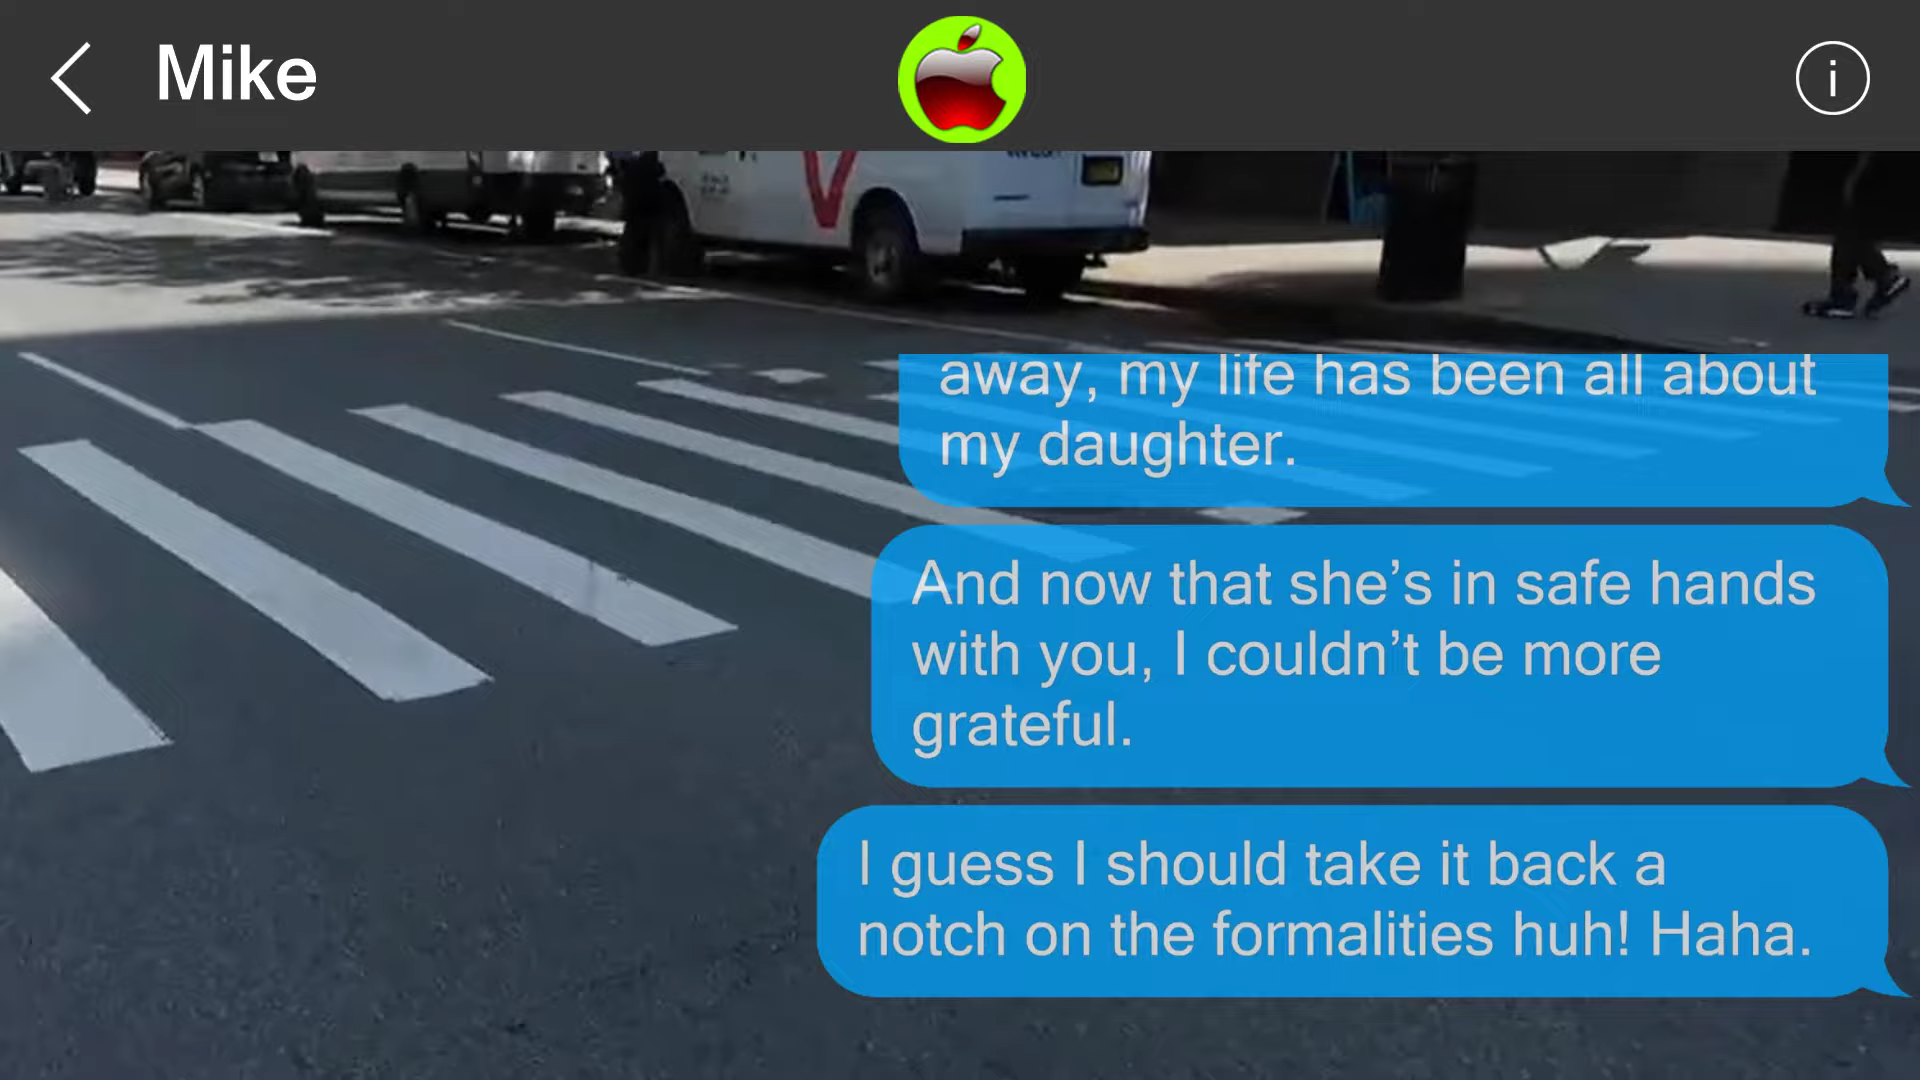 Mike
away, my life has been all about
my daughter.
And now that she’s in safe hands
with you, I couldn’t be more
grateful.
I guess I should take it back a
notch on the formalities huh! Haha.